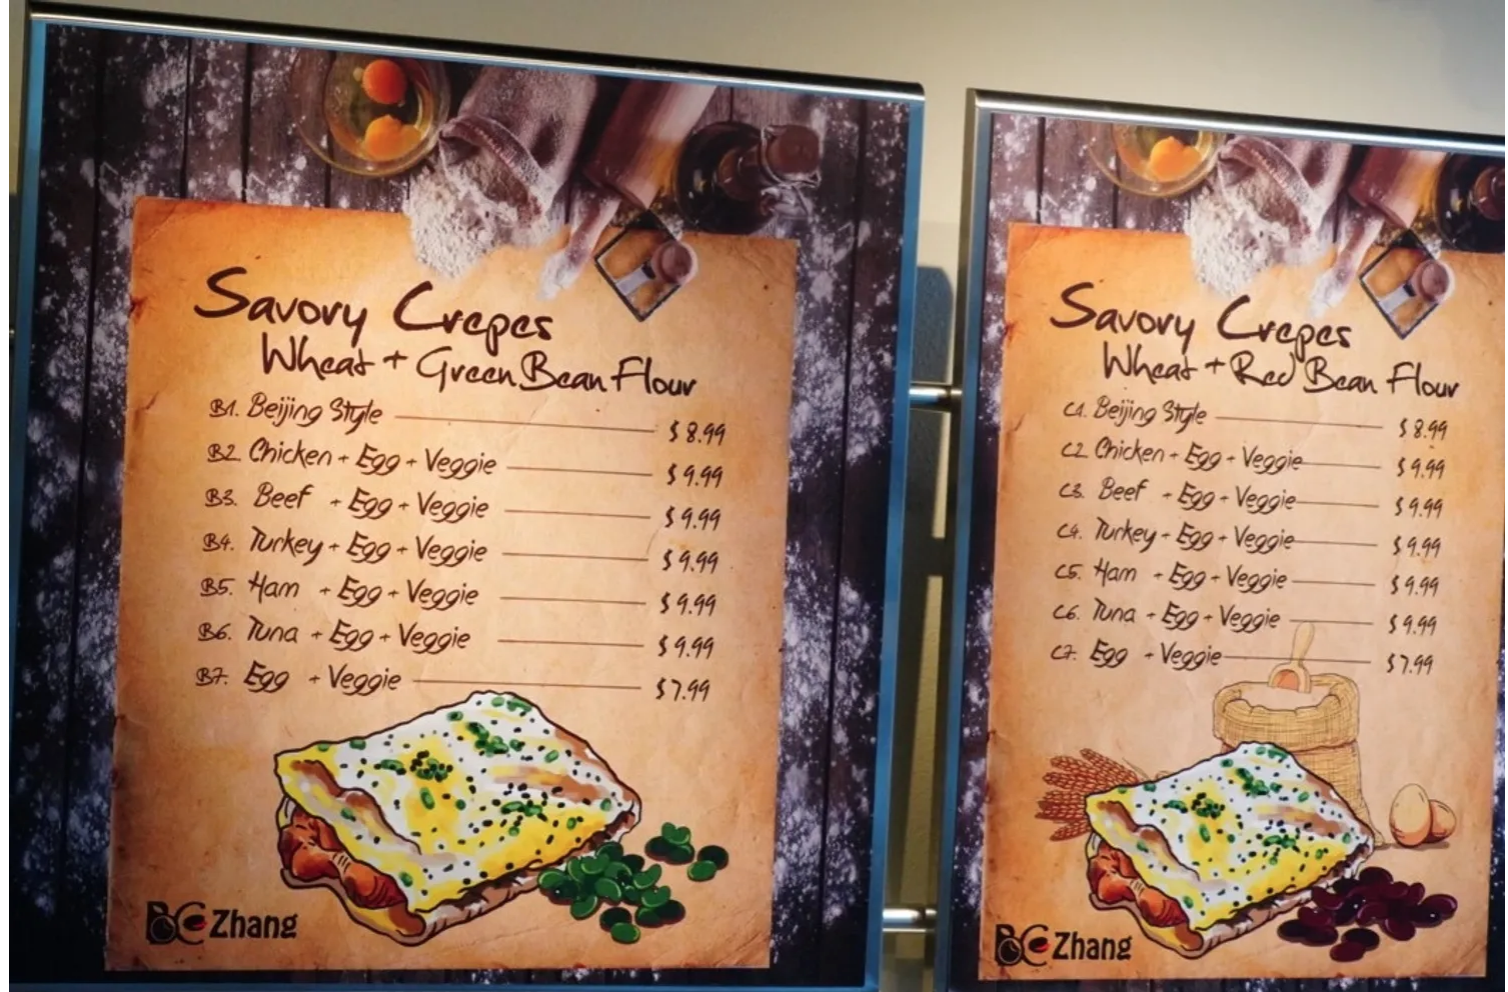 Savory Crepes
Wheat + Green Bean Flour
B1. Beijing Style $8.99
B2. Chicken + Egg + Veggie $9.99
B3. Beef + Egg + Veggie $9.99
B4. Turkey + Egg + Veggie $9.99
B5. Ham + Egg + Veggie $9.99
B6. Tuna + Egg + Veggie $9.99
B7. Egg + Veggie $7.99
BC Zhang
Savory Crepes
Wheat + Red Bean Flour
C1. Beijing Style $8.99
C2. Chicken + Egg + Veggie $9.99
C3. Beef + Egg + Veggie $9.99
C4. Turkey + Egg + Veggie $9.99
C5. Ham + Egg + Veggie $9.99
C6. Tuna + Egg + Veggie $9.99
C7. Egg + Veggie $7.99
BC Zhang